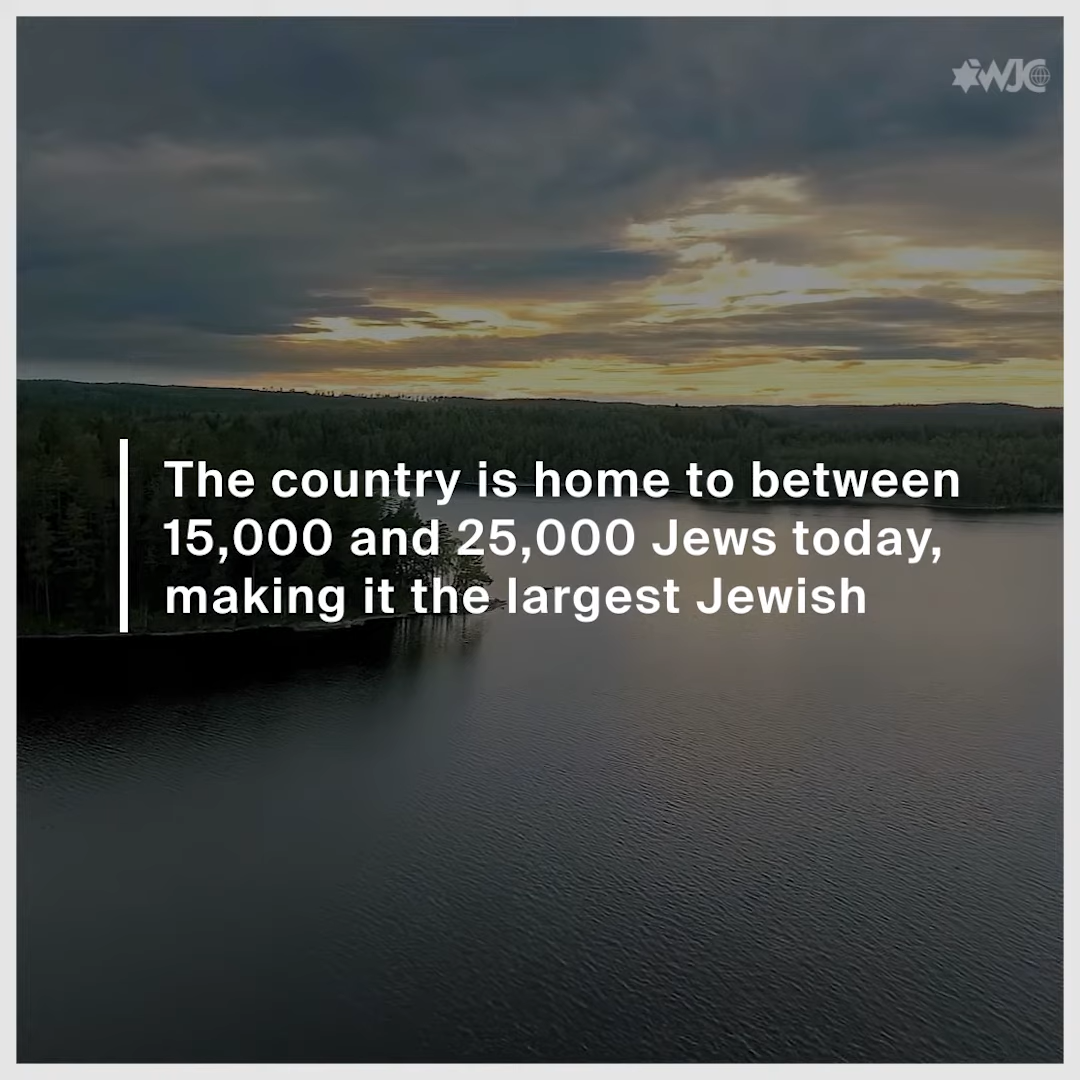 WJC
The country is home to between
15,000 and 25,000 Jews today,
making it the largest Jewish